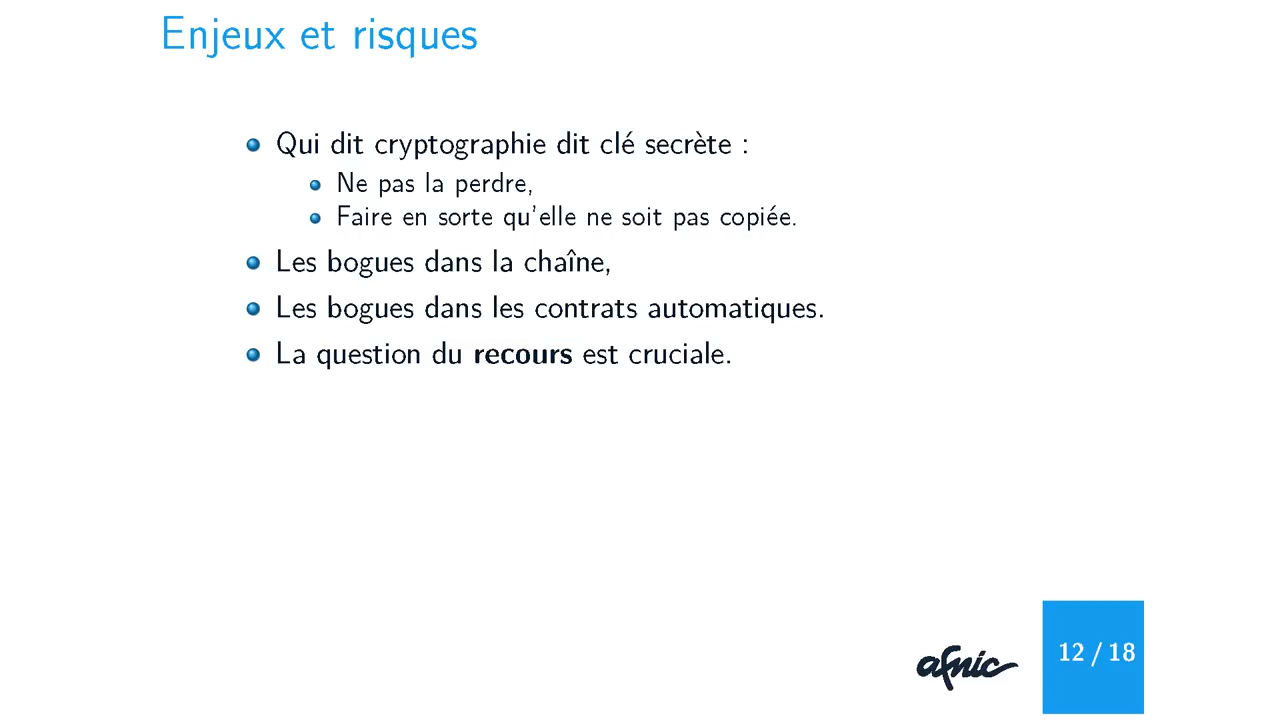 Enjeux et risques
Qui dit cryptographie dit clé secrète :
Ne pas la perdre,
Faire en sorte qu'elle ne soit pas copiée.
Les bogues dans la chaîne,
Les bogues dans les contrats automatiques.
La question du recours est cruciale.
afnic
12 / 18